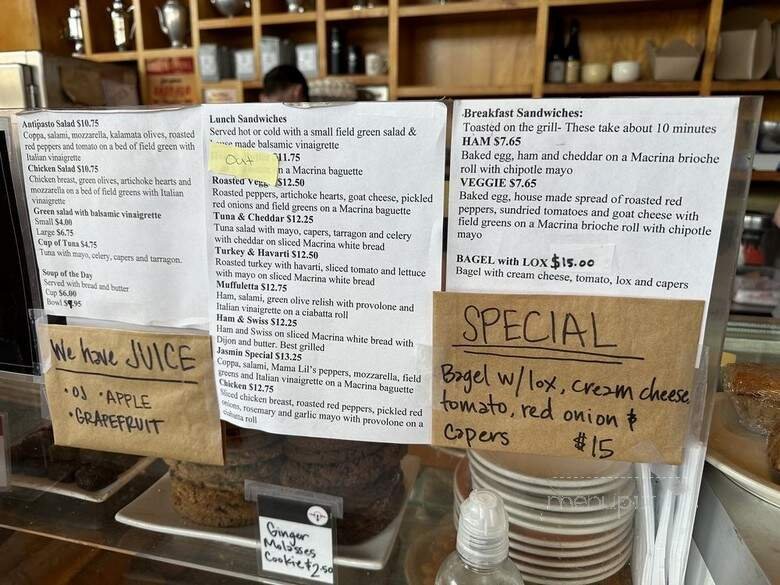 Antipasto Salad $10.75
Coppa, salami, mozzarella, kalamata olives, roasted
red peppers and tomato on a bed of field green with
Italian vinaigrette
Chicken Salad $10.75
Chicken breast, green olives, artichoke hearts and
mozzarella on a bed of field greens with Italian
vinaigrette
Green salad with balsamic vinaigrette
Small $4.00
Large $6.75
Cup of Tuna $4.75
Tuna with mayo, celery, capers and tarragon.
Soup of the Day
Served with bread and butter
Cup $6.00
Bowl $9.95
We have JUICE
• OJ • APPLE
• GRAPEFRUIT
Lunch Sandwiches
Served hot or cold with a small field green salad &
house made balsamic vinaigrette
Out
$11.75
on a Macrina baguette
Roasted Vegg $12.50
Roasted peppers, artichoke hearts, goat cheese, pickled
red onions and field greens on a Macrina baguette
Tuna & Cheddar $12.25
Tuna salad with mayo, capers, tarragon and celery
with cheddar on sliced Macrina white bread
Turkey & Havarti $12.50
Roasted turkey with havarti, sliced tomato and lettuce
with mayo on sliced Macrina white bread
Muffuletta $12.75
Ham, salami, green olive relish with provolone and
Italian vinaigrette on a ciabatta roll
Ham & Swiss $12.25
Ham and Swiss on sliced Macrina white bread with
Dijon and butter. Best grilled
Jasmin Special $13.25
Coppa, salami, Mama Lil's peppers, mozzarella, field
greens and Italian vinaigrette on a Macrina baguette
Chicken $12.75
Sliced chicken breast, roasted red peppers, pickled red
onions, rosemary and garlic mayo with provolone on a
ciabatta roll
Breakfast Sandwiches:
Toasted on the grill- These take about 10 minutes
HAM $7.65
Baked egg, ham and cheddar on a Macrina brioche
roll with chipotle mayo
VEGGIE $7.65
Baked egg, house made spread of roasted red
peppers, sundried tomatoes and goat cheese with
field greens on a Macrina brioche roll with chipotle
mayo
BAGEL with LOX $15.00
Bagel with cream cheese, tomato, lox and capers
SPECIAL
Bagel w/lox, cream cheese,
tomato, red onion &
capers $15
Ginger
Molasses
Cookie $2.50
menupix